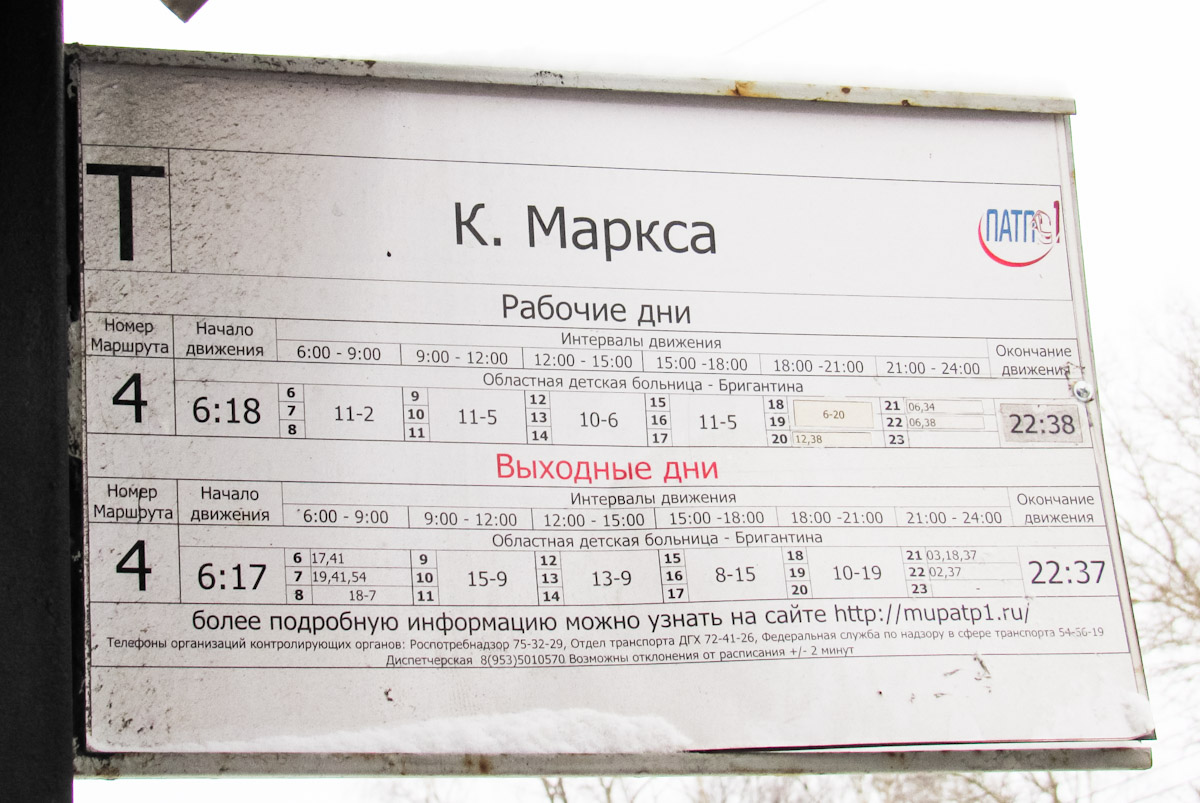 Т
К. Маркса
ПАТП 1
Рабочие дни
Номер Маршрута Начало движения Интервалы движения Окончание движения
6:00 - 9:00 9:00 - 12:00 12:00 - 15:00 15:00 -18:00 18:00 -21:00 21:00 - 24:00
Областная детская больница - Бригантина
4 6:18 6 7 8 11-2 9 10 11 11-5 12 13 14 10-6 15 16 17 11-5 18 19 6-20 20 12,38 21 06,34 22 06,38 23 22:38
Выходные дни
Номер Маршрута Начало движения Интервалы движения Окончание движения
6:00 - 9:00 9:00 - 12:00 12:00 - 15:00 15:00 -18:00 18:00 -21:00 21:00 - 24:00
Областная детская больница - Бригантина
4 6:17 6 17,41 7 19,41,54 8 18-7 9 10 11 15-9 12 13 14 13-9 15 16 17 8-15 18 19 20 10-19 21 03,18,37 22 02,37 23 22:37
более подробную информацию можно узнать на сайте http://mupatp1.ru/
Телефоны организаций контролирующих органов: Роспотребнадзор 75-32-29, Отдел транспорта ДГХ 72-41-26, Федеральная служба по надзору в сфере транспорта 54-56-19
Диспетчерская 8(953)5010570 Возможны отклонения от расписания +/- 2 минут